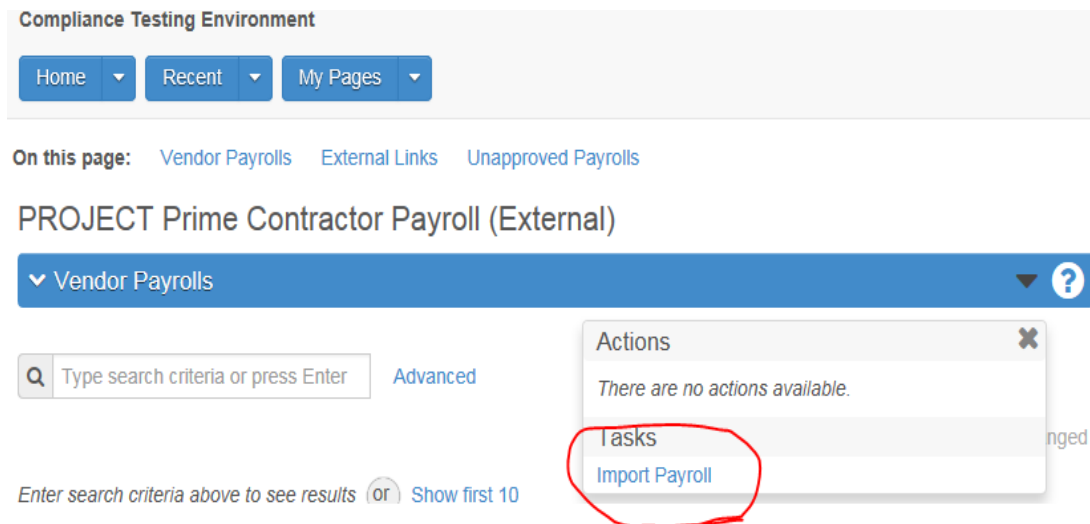 Compliance Testing Environment
Home Recent My Pages
On this page: Vendor Payrolls External Links Unapproved Payrolls
PROJECT Prime Contractor Payroll (External)
Vendor Payrolls ?
Actions
Type search criteria or press Enter Advanced
There are no actions available.
Tasks
nged
Import Payroll
Enter search criteria above to see results or Show first 10